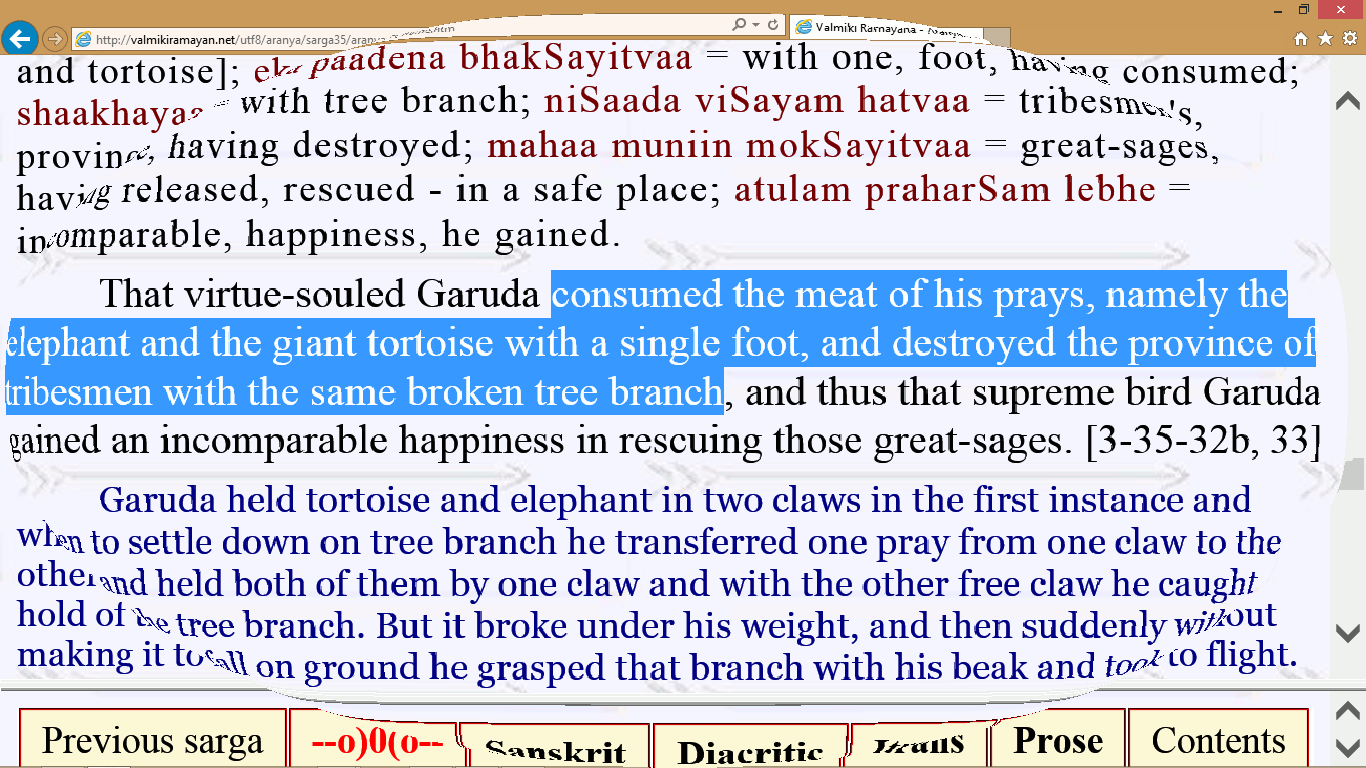 http://valmikiramayan.net/utf8/aranya/sarga35/
Valmiki Ramayana -
and tortoise]; eka paadena bhakSayitvaa = with one, foot, having consumed;
shaakhayaa = with tree branch; niSaada viSayam hatvaa = tribesmen's,
province, having destroyed; mahaa muniin mokSayitvaa = great-sages,
having released, rescued - in a safe place; atulam praharSam lebhe =
incomparable, happiness, he gained.
That virtue-souled Garuda consumed the meat of his prays, namely the
elephant and the giant tortoise with a single foot, and destroyed the province of
tribesmen with the same broken tree branch, and thus that supreme bird Garuda
gained an incomparable happiness in rescuing those great-sages. [3-35-32b, 33]
Garuda held tortoise and elephant in two claws in the first instance and
when to settle down on tree branch he transferred one pray from one claw to the
other and held both of them by one claw and with the other free claw he caught
hold of the tree branch. But it broke under his weight, and then suddenly without
making it to fall on ground he grasped that branch with his beak and took to flight.
Previous sarga --o)0(o-- Sanskrit Diacritic Trans Prose Contents